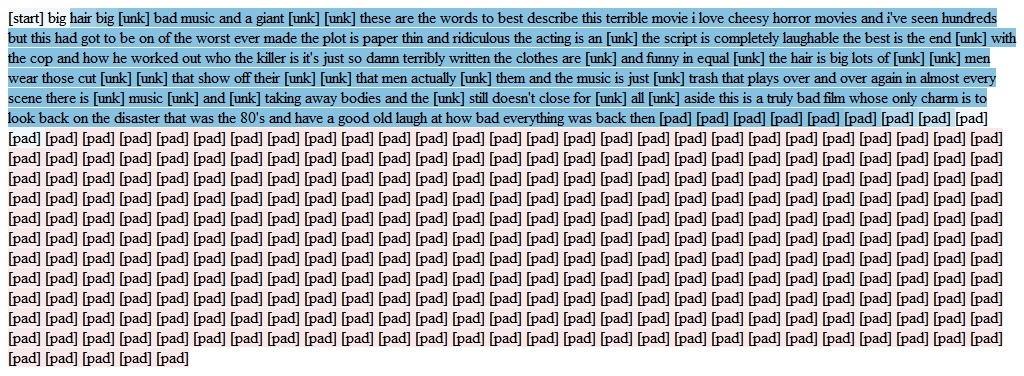 [start] big hair big [unk] bad music and a giant [unk] [unk] these are the words to best describe this terrible movie i love cheesy horror movies and i've seen hundreds
but this had got to be on of the worst ever made the plot is paper thin and ridiculous the acting is an [unk] the script is completely laughable the best is the end [unk] with
the cop and how he worked out who the killer is it's just so damn terribly written the clothes are [unk] and funny in equal [unk] the hair is big lots of [unk] [unk] men
wear those cut [unk] [unk] that show off their [unk] [unk] that men actually [unk] them and the music is just [unk] trash that plays over and over again in almost every
scene there is [unk] music [unk] and [unk] taking away bodies and the [unk] still doesn't close for [unk] all [unk] aside this is a truly bad film whose only charm is to
look back on the disaster that was the 80's and have a good old laugh at how bad everything was back then [pad] [pad] [pad] [pad] [pad] [pad] [pad] [pad] [pad]
[pad] [pad] [pad] [pad] [pad] [pad] [pad] [pad] [pad] [pad] [pad] [pad] [pad] [pad] [pad] [pad] [pad] [pad] [pad] [pad] [pad] [pad] [pad] [pad] [pad] [pad] [pad]
[pad] [pad] [pad] [pad] [pad] [pad] [pad] [pad] [pad] [pad] [pad] [pad] [pad] [pad] [pad] [pad] [pad] [pad] [pad] [pad] [pad] [pad] [pad] [pad] [pad] [pad] [pad]
[pad] [pad] [pad] [pad] [pad] [pad] [pad] [pad] [pad] [pad] [pad] [pad] [pad] [pad] [pad] [pad] [pad] [pad] [pad] [pad] [pad] [pad] [pad] [pad] [pad] [pad] [pad]
[pad] [pad] [pad] [pad] [pad] [pad] [pad] [pad] [pad] [pad] [pad] [pad] [pad] [pad] [pad] [pad] [pad] [pad] [pad] [pad] [pad] [pad] [pad] [pad] [pad] [pad] [pad]
[pad] [pad] [pad] [pad] [pad] [pad] [pad] [pad] [pad] [pad] [pad] [pad] [pad] [pad] [pad] [pad] [pad] [pad] [pad] [pad] [pad] [pad] [pad] [pad] [pad] [pad] [pad]
[pad] [pad] [pad] [pad] [pad] [pad] [pad] [pad] [pad] [pad] [pad] [pad] [pad] [pad] [pad] [pad] [pad] [pad] [pad] [pad] [pad] [pad] [pad] [pad] [pad] [pad] [pad]
[pad] [pad] [pad] [pad] [pad] [pad] [pad] [pad] [pad] [pad] [pad] [pad] [pad] [pad] [pad] [pad] [pad] [pad] [pad] [pad] [pad] [pad] [pad] [pad] [pad] [pad] [pad]
[pad] [pad] [pad] [pad] [pad] [pad] [pad] [pad] [pad] [pad] [pad] [pad] [pad] [pad] [pad] [pad] [pad] [pad] [pad] [pad] [pad] [pad] [pad] [pad] [pad] [pad] [pad]
[pad] [pad] [pad] [pad] [pad] [pad] [pad] [pad] [pad] [pad] [pad] [pad] [pad] [pad] [pad] [pad] [pad] [pad] [pad] [pad] [pad] [pad] [pad] [pad] [pad] [pad] [pad]
[pad] [pad] [pad] [pad] [pad] [pad] [pad] [pad] [pad] [pad] [pad] [pad] [pad] [pad] [pad] [pad] [pad] [pad] [pad] [pad] [pad] [pad] [pad] [pad] [pad] [pad] [pad]
[pad] [pad] [pad] [pad] [pad] [pad] [pad] [pad] [pad] [pad] [pad] [pad] [pad] [pad] [pad] [pad] [pad] [pad] [pad] [pad] [pad] [pad] [pad] [pad] [pad] [pad] [pad]
[pad] [pad] [pad] [pad] [pad]